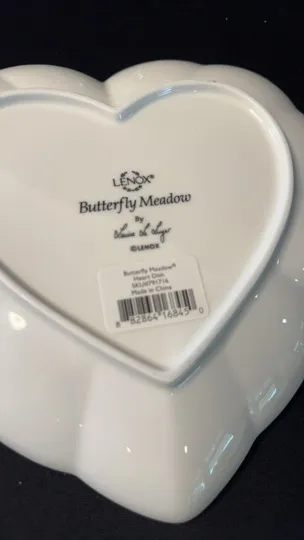 LENOX®
Butterfly Meadow
By
©LENOX
Butterfly Meadow®
Heart Dish
Made in China
8 82864 16845 0